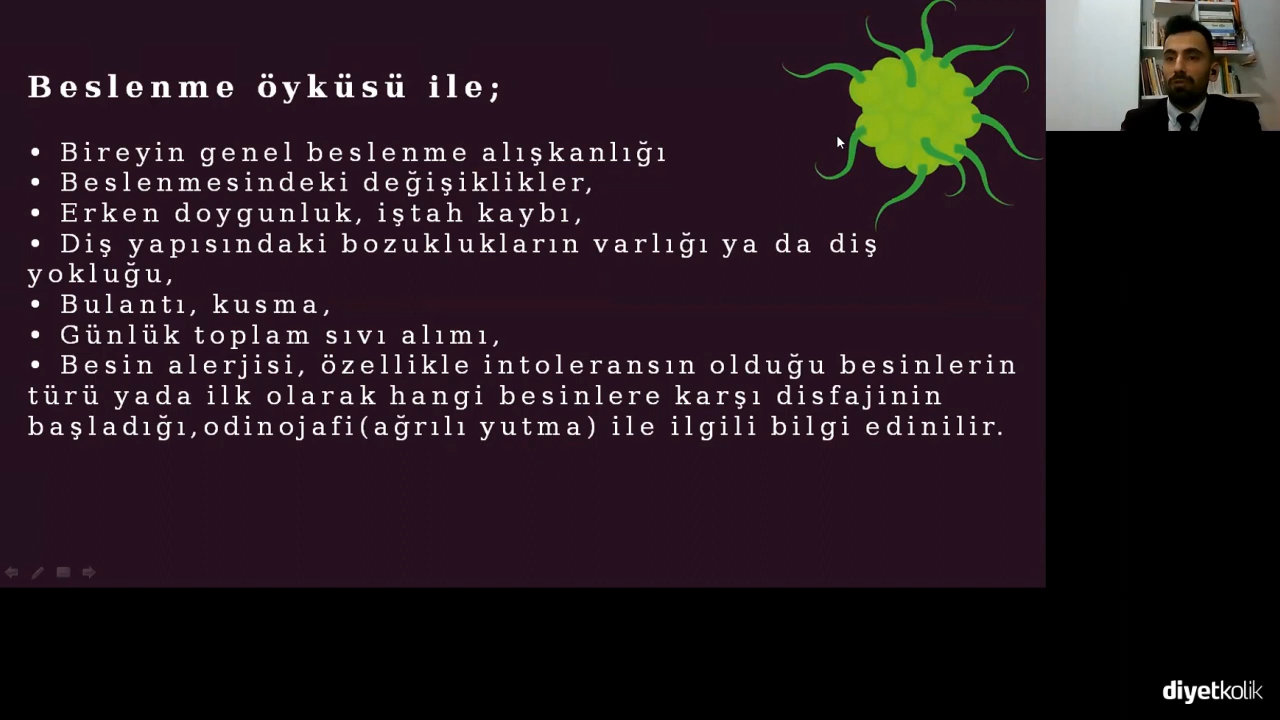 Beslenme öyküsü ile;
• Bireyin genel beslenme alışkanlığı
• Beslenmesindeki değişiklikler,
• Erken doygunluk, iştah kaybı,
• Diş yapısındaki bozuklukların varlığı ya da diş
yokluğu,
• Bulantı, kusma,
• Günlük toplam sıvı alımı,
• Besin alerjisi, özellikle intoleransın olduğu besinlerin
türü yada ilk olarak hangi besinlere karşı disfajinin
başladığı,odinojafi(ağrılı yutma) ile ilgili bilgi edinilir.
diyetkolik